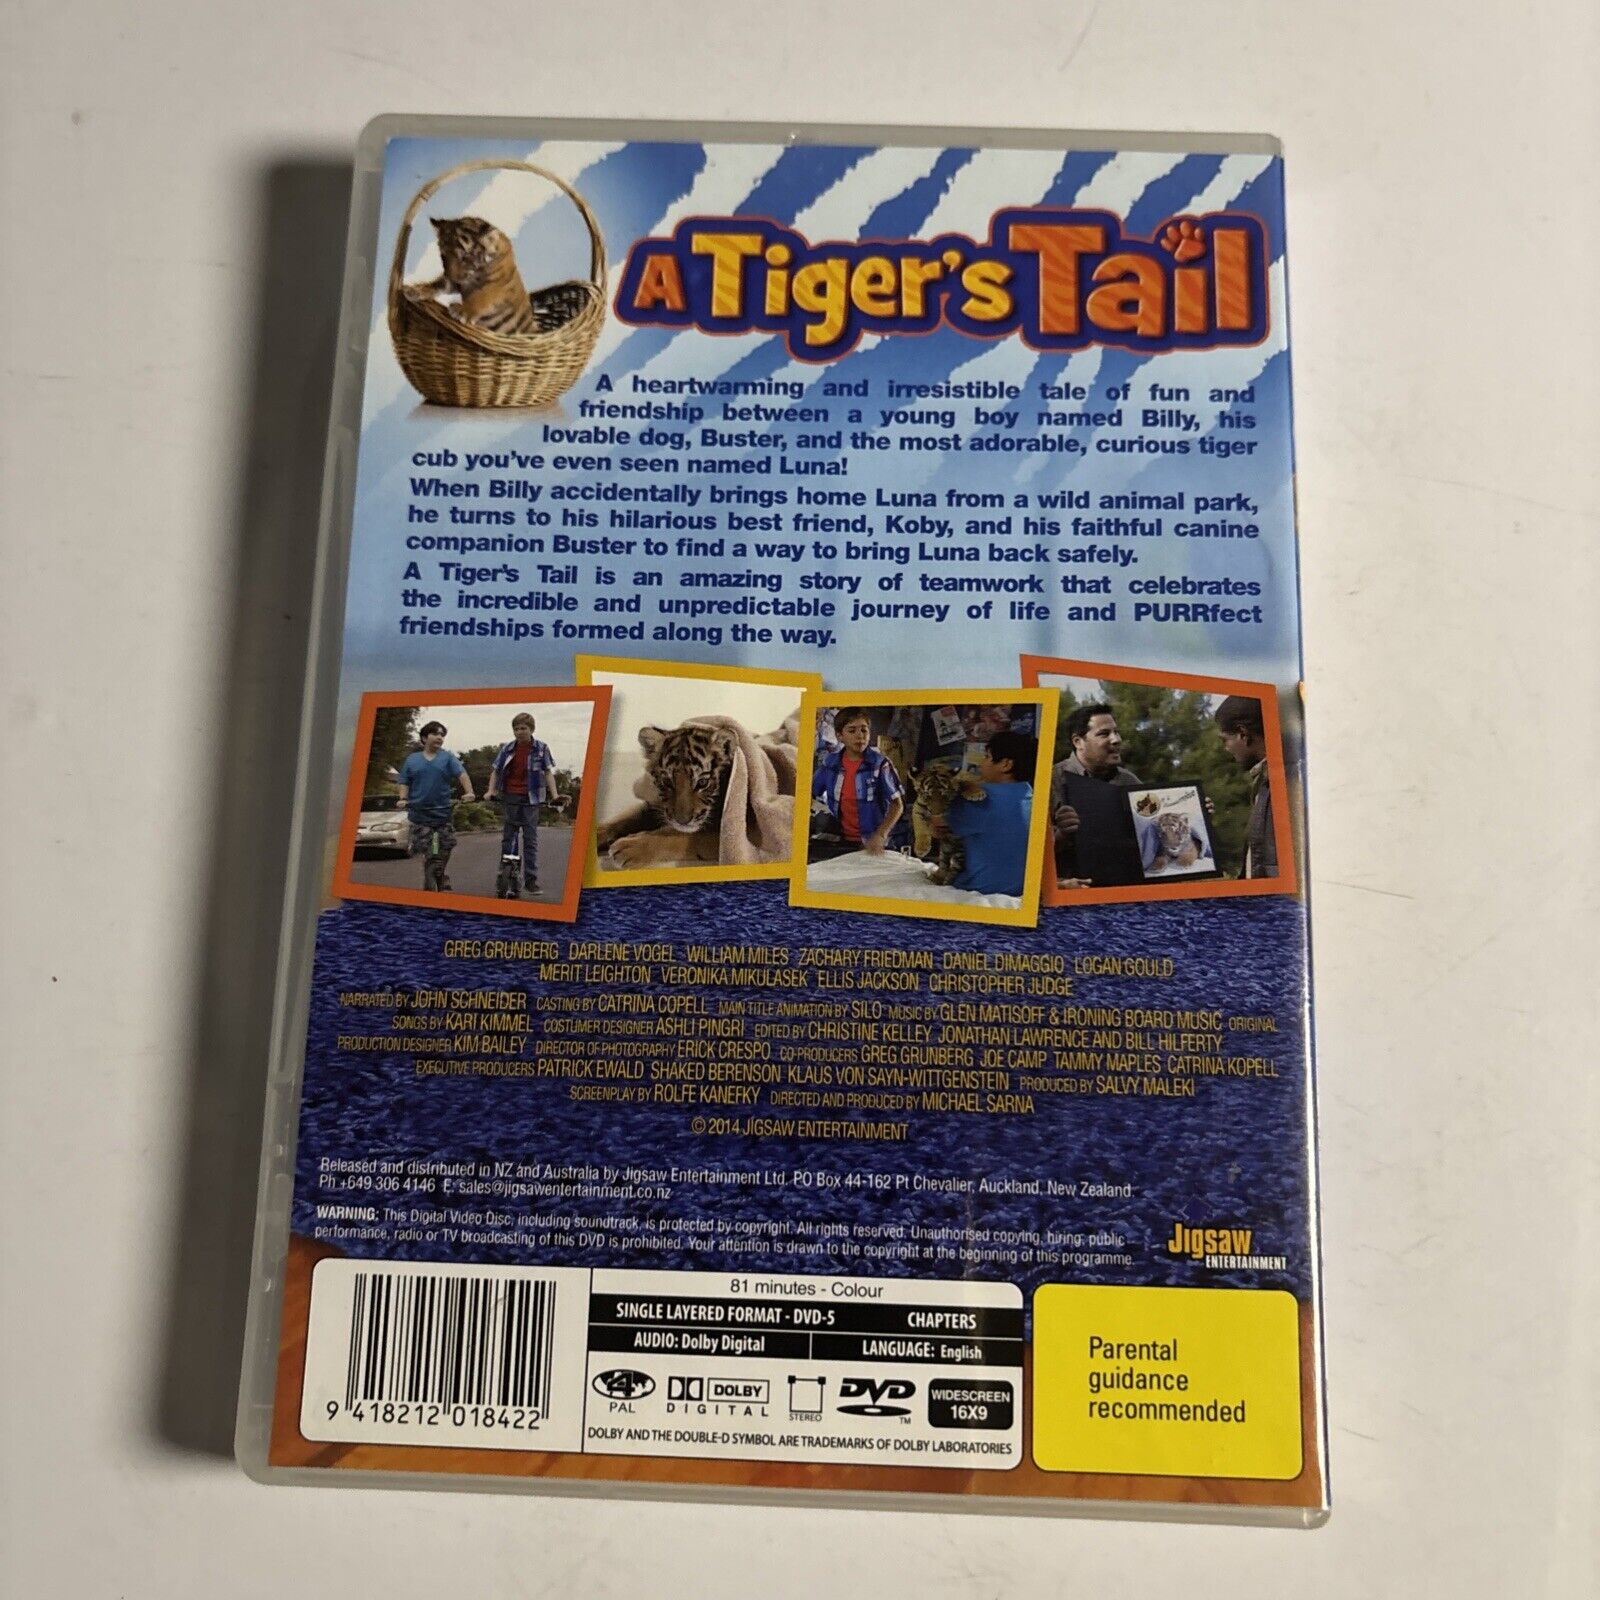 A Tiger's Tail
A heartwarming and irresistible tale of fun and
friendship between a young boy named Billy, his
lovable dog, Buster, and the most adorable, curious tiger
cub you've even seen named Luna!
When Billy accidentally brings home Luna from a wild animal park,
he turns to his hilarious best friend, Koby, and his faithful canine
companion Buster to find a way to bring Luna back safely.
A Tiger's Tail is an amazing story of teamwork that celebrates
the incredible and unpredictable journey of life and PURRfect
friendships formed along the way.
GREG GRUNBERG DARLENE VOGEL WILLIAM MILES ZACHARY FRIEDMAN DANIEL DIMAGGIO LOGAN GOULD
MERIT LEIGHTON VERONIKA MIKULASEK ELLIS JACKSON CHRISTOPHER JUDGE
NARRATED BY JOHN SCHNEIDER CASTING BY CATRINA COPELL MAIN TITLE ANIMATION BY SILO MUSIC BY GLEN MATISOFF & IRONING BOARD MUSIC ORIGINAL
SONGS BY KARI KIMMEL COSTUMER DESIGNER ASHLI PINGRI EDITED BY CHRISTINE KELLEY JONATHAN LAWRENCE AND BILL HILFERTY
PRODUCTION DESIGNER KIM BAILEY DIRECTOR OF PHOTOGRAPHY ERICK CRESPO CO PRODUCERS GREG GRUNBERG JOE CAMP TAMMY MAPLES CATRINA KOPELL
EXECUTIVE PRODUCERS PATRICK EWALD SHAKED BERENSON KLAUS VON SAYN-WITTGENSTEIN PRODUCED BY SALVY MALEKI
SCREENPLAY BY ROLFE KANEFKY DIRECTED AND PRODUCED BY MICHAEL SARNA
© 2014 JIGSAW ENTERTAINMENT
Released and distributed in NZ and Australia by Jigsaw Entertainment Ltd. PO Box 44-162 Pt Chevalier, Auckland, New Zealand.
Ph +649 306 4146 E: sales@jigsawentertainment.co.nz
WARNING: This Digital Video Disc, including soundtrack, is protected by copyright. All rights reserved. Unauthorised copying, hiring, public
performance, radio or TV broadcasting of this DVD is prohibited. Your attention is drawn to the copyright at the beginning of this programme.
Jigsaw
ENTERTAINMENT
81 minutes - Colour
SINGLE LAYERED FORMAT - DVD-5 CHAPTERS
AUDIO: Dolby Digital LANGUAGE: English
4 PAL
DOLBY DIGITAL
STEREO
DVD TM
WIDESCREEN
16X9
DOLBY AND THE DOUBLE-D SYMBOL ARE TRADEMARKS OF DOLBY LABORATORIES
9 418212 018422
Parental
guidance
recommended